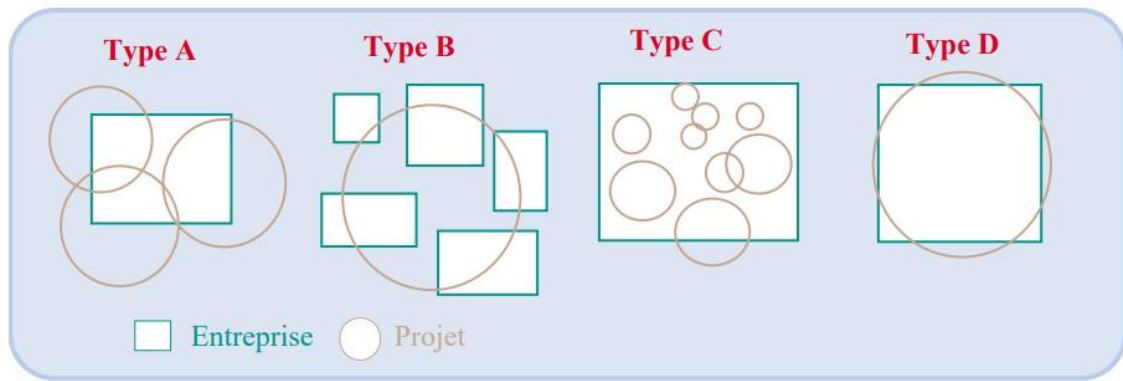 Type A
Type B
Type C
Type D
Entreprise
Projet